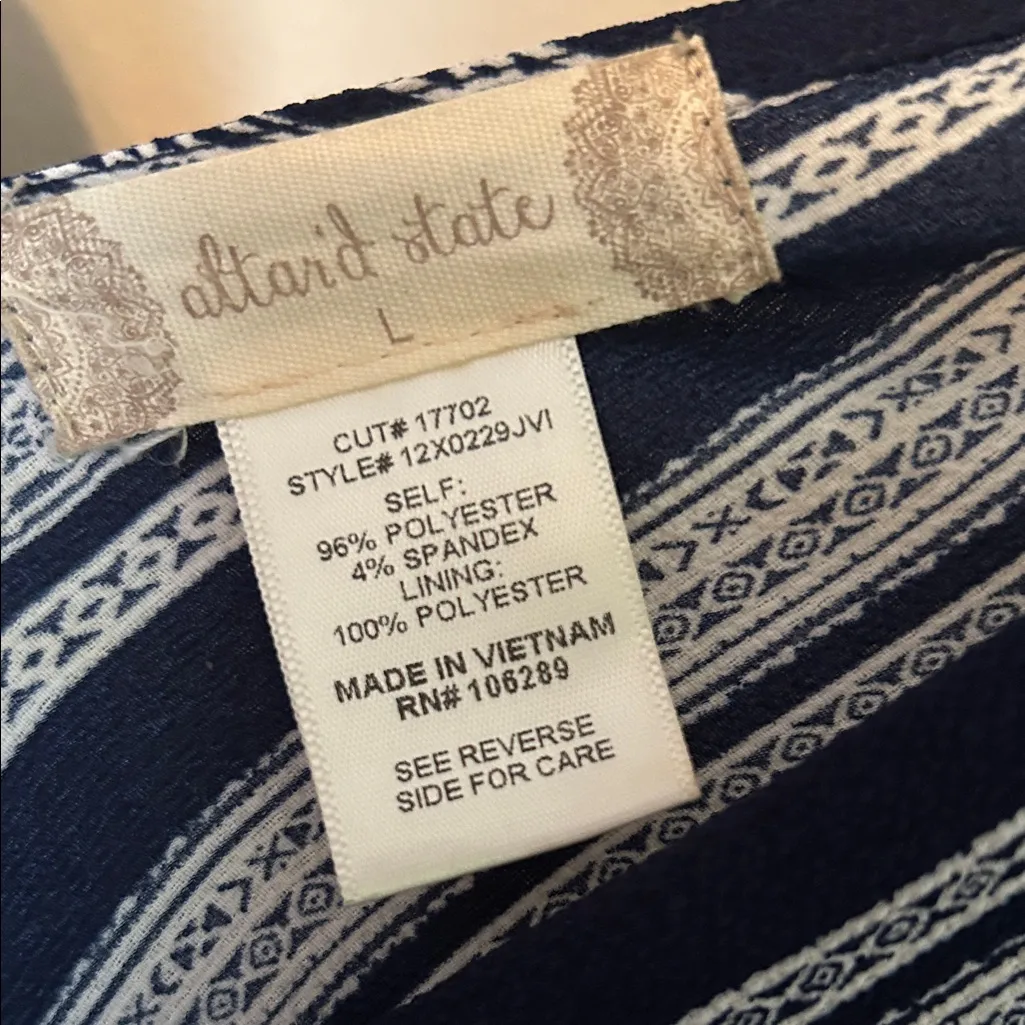 altar'd state
L
CUT# 17702
STYLE# 12X0229JVI
SELF:
96% POLYESTER
4% SPANDEX
LINING:
100% POLYESTER
MADE IN VIETNAM
RN# 106289
SEE REVERSE
SIDE FOR CARE